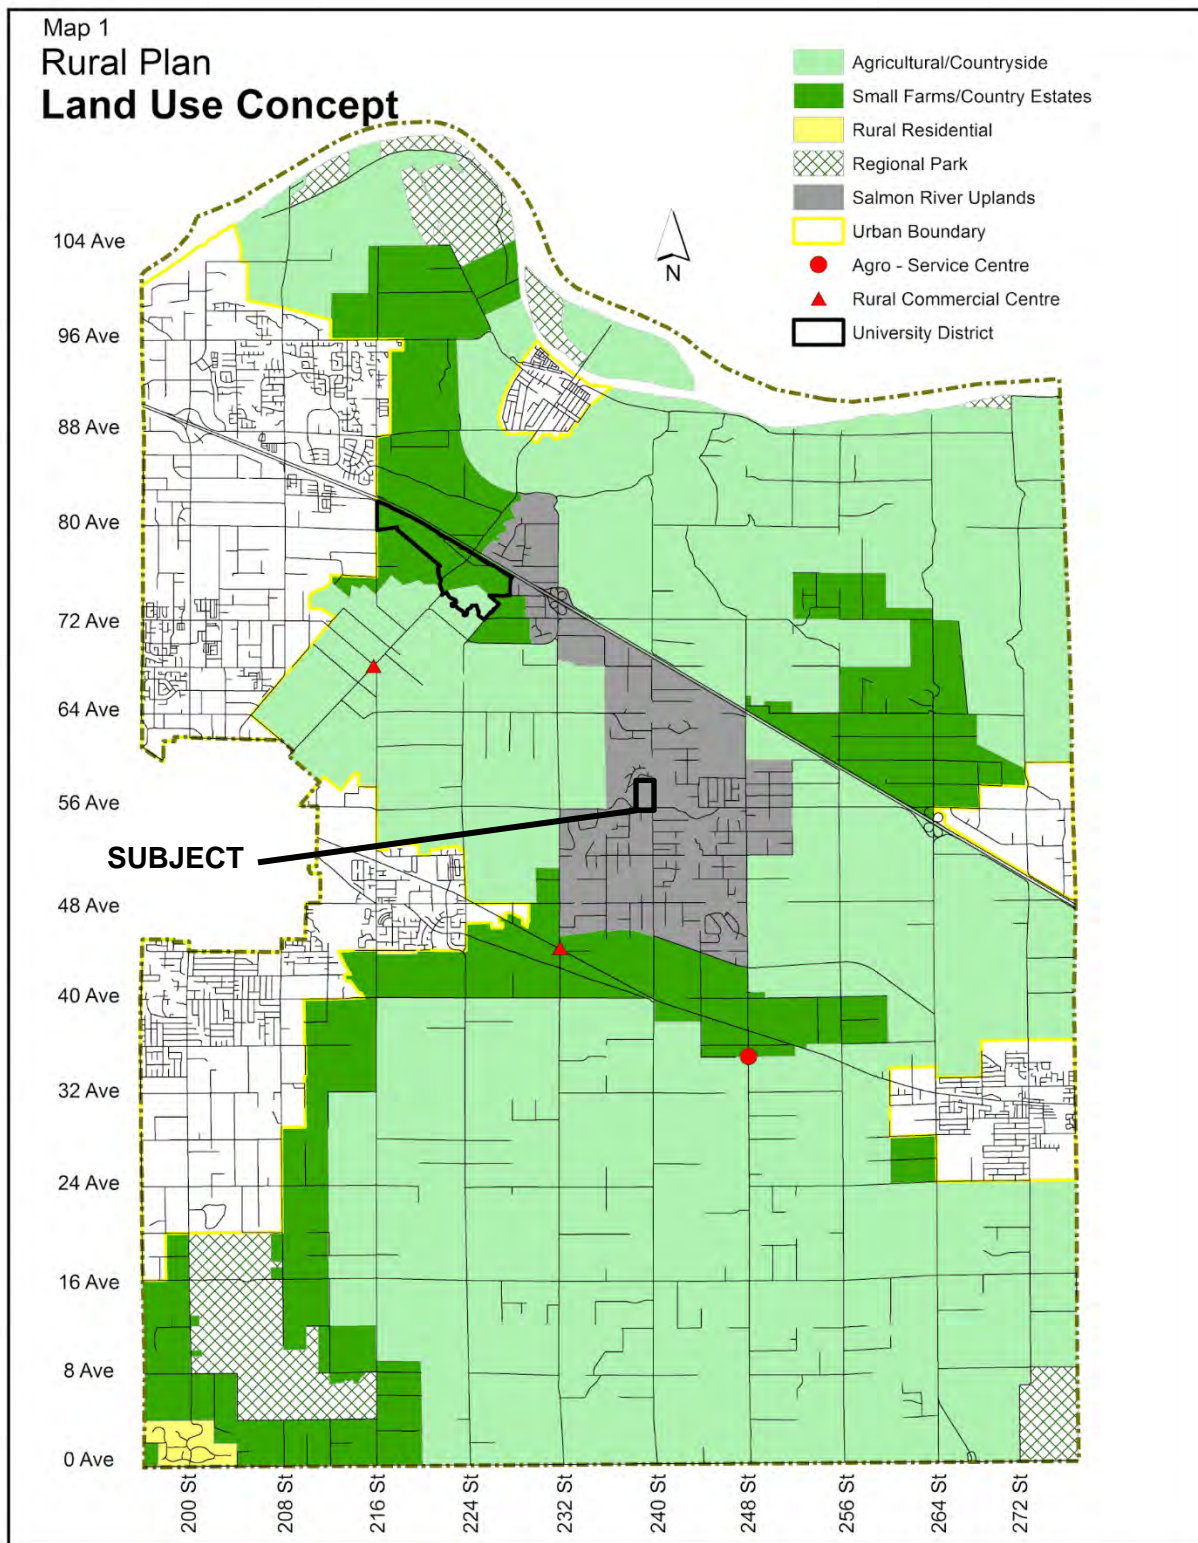 Map 1
Rural Plan
Land Use Concept
Agricultural/Countryside
Small Farms/Country Estates
Rural Residential
Regional Park
Salmon River Uplands
Urban Boundary
Agro - Service Centre
Rural Commercial Centre
University District
N
104 Ave
96 Ave
88 Ave
80 Ave
72 Ave
64 Ave
56 Ave
SUBJECT
48 Ave
40 Ave
32 Ave
24 Ave
16 Ave
8 Ave
0 Ave
200 St
208 St
216 St
224 St
232 St
240 St
248 St
256 St
264 St
272 St